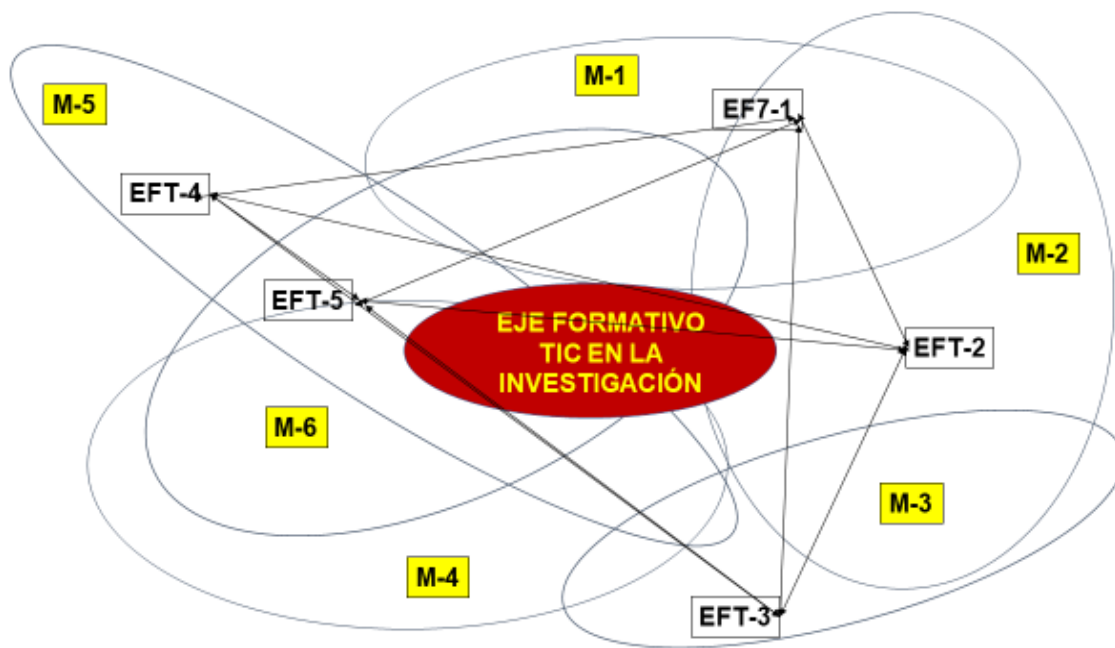 M-1
M-5
EF7-1
EFT-4
M-2
EFT-5
EJE FORMATIVO
TIC EN LA
INVESTIGACIÓN
EFT-2
M-6
M-3
M-4
EFT-3